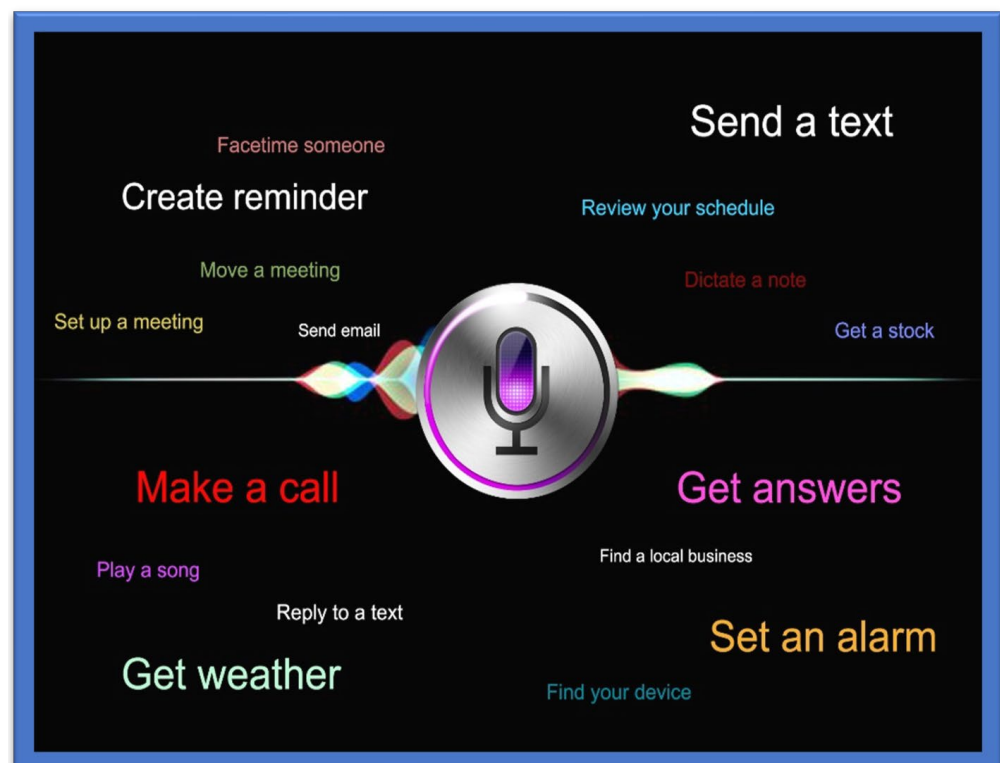 Send a text
Facetime someone
Create reminder
Review your schedule
Move a meeting
Dictate a note
Set up a meeting
Send email
Get a stock
Make a call
Get answers
Find a local business
Play a song
Reply to a text
Set an alarm
Get weather
Find your device